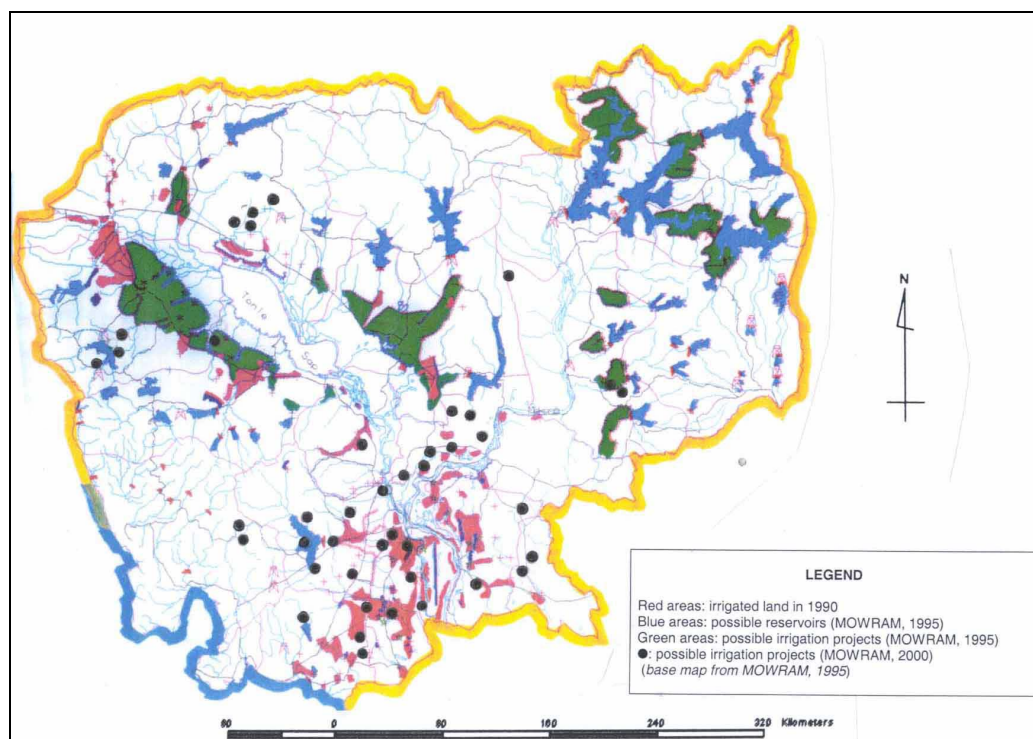 Tonle
Sap
N
LEGEND
Red areas: irrigated land in 1990
Blue areas: possible reservoirs (MOWRAM, 1995)
Green areas: possible irrigation projects (MOWRAM, 1995)
●: possible irrigation projects (MOWRAM, 2000)
(base map from MOWRAM, 1995)
80 0 80 160 240 320 Kilometers